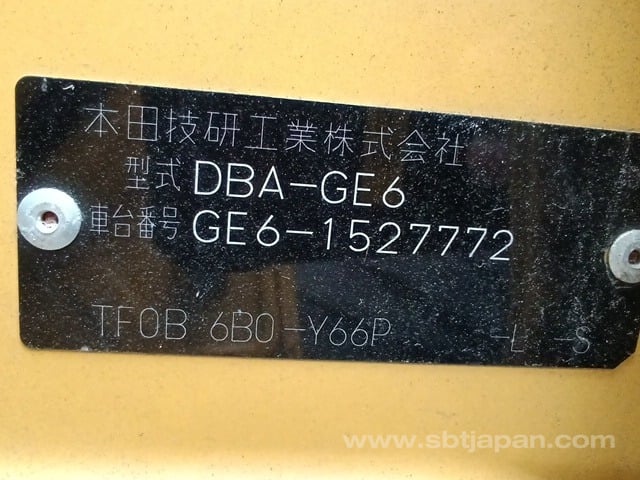 本田技研工業株式会社
型式 DBA-GE6
車台番号 GE6-1527772
TF0B 6B0-Y66P -L -S
www.sbtjapan.com